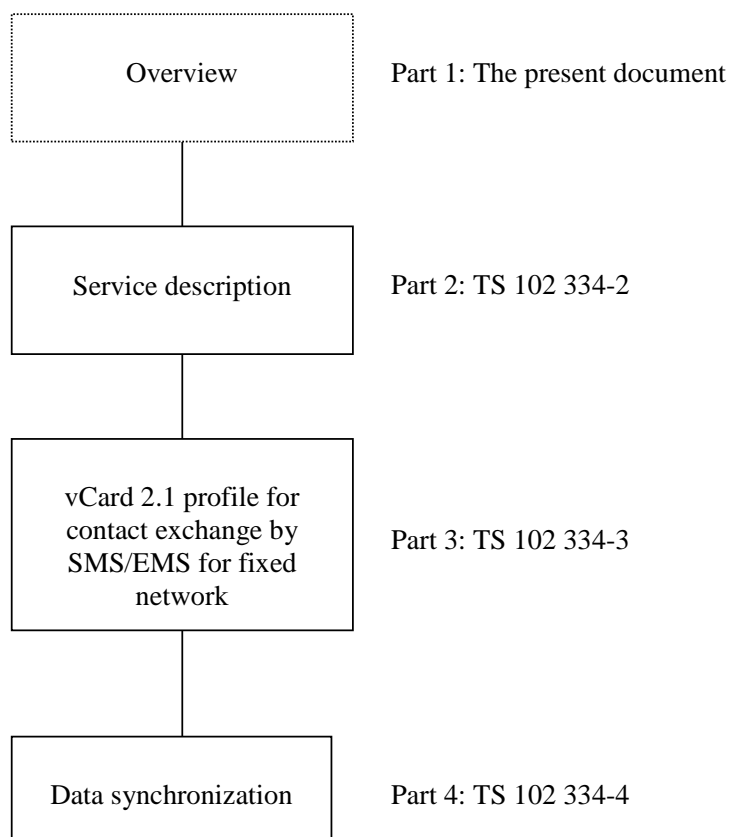 Overview
Part 1: The present document
Service description
Part 2: TS 102 334-2
vCard 2.1 profile for
contact exchange by
SMS/EMS for fixed
network
Part 3: TS 102 334-3
Data synchronization
Part 4: TS 102 334-4